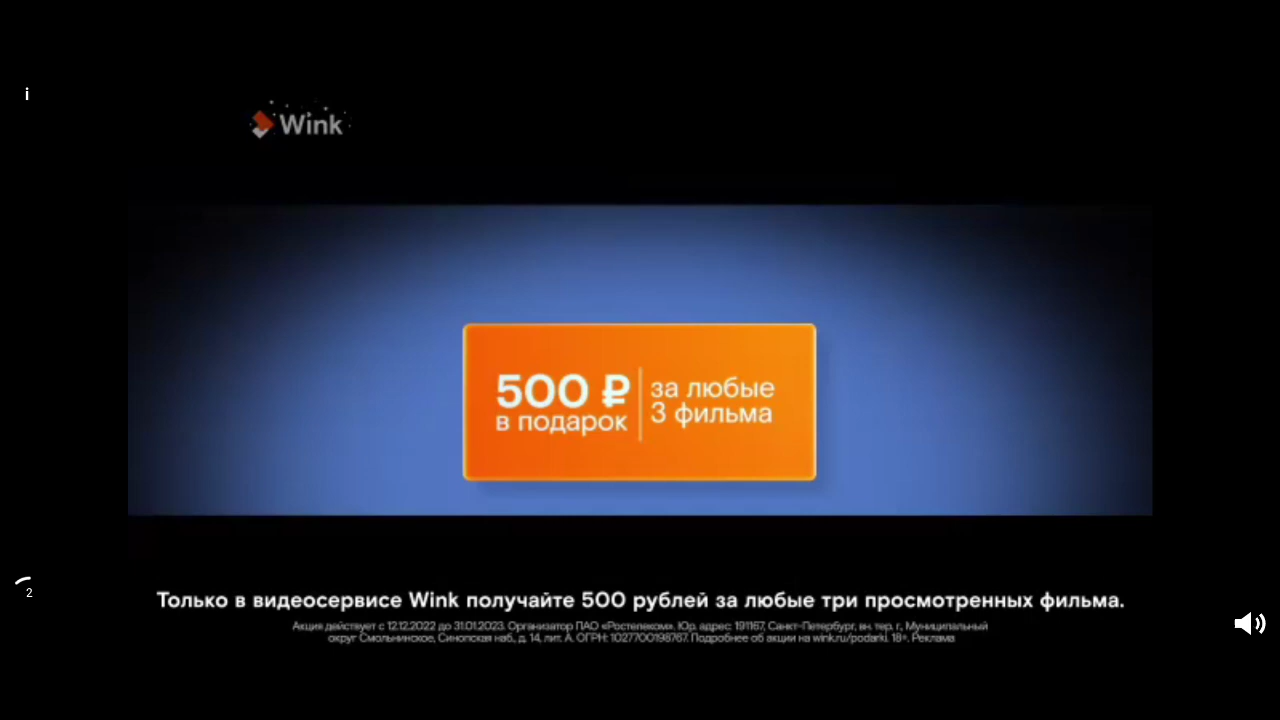 i
Wink
500 ₽
в подарок
за любые
3 фильма
2
Только в видеосервисе Wink получайте 500 рублей за любые три просмотренных фильма.
Акция действует с 12.12.2022 до 31.01.2023. Организатор ПАО «Ростелеком». Юр. адрес: 191167, Санкт-Петербург, вн. тер. г., Муниципальный
округ Смольнинское, Синопская наб., д. 14, лит. А. ОГРН: 1027700198767. Подробнее об акции на wink.ru/podarki. 18+. Реклама